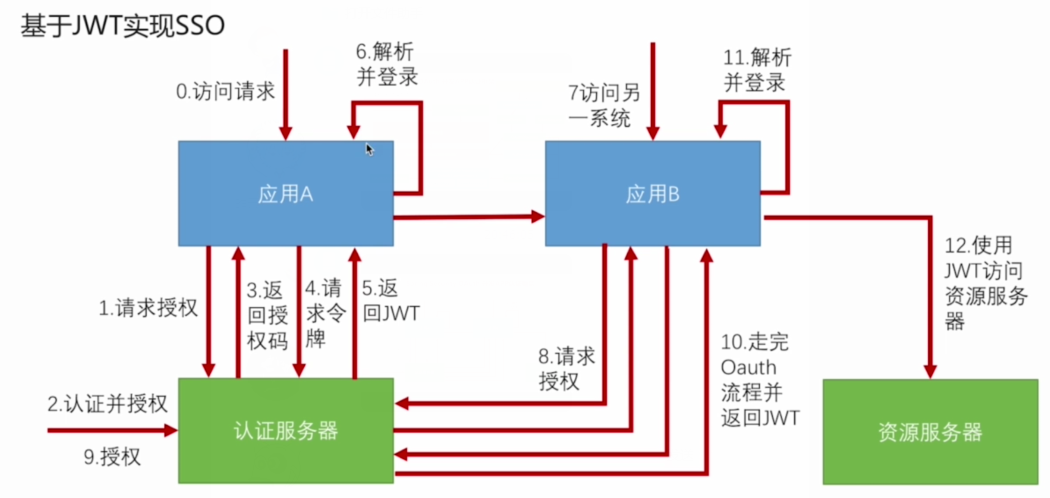 基于JWT实现SSO
0.访问请求
6.解析
并登录
7访问另
一系统
11.解析
并登录
应用A
应用B
1.请求授权
3.返
回授
权码
4.请
求令
牌
5.返
回JWT
8.请求
授权
10.走完
Oauth
流程并
返回JWT
12.使用
JWT访问
资源服务
器
2.认证并授权
9.授权
认证服务器
资源服务器